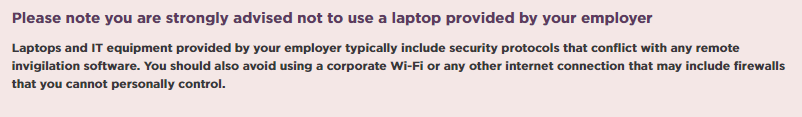 Please note you are strongly advised not to use a laptop provided by your employer
Laptops and IT equipment provided by your employer typically include security protocols that conflict with any remote
invigilation software. You should also avoid using a corporate Wi-Fi or any other internet connection that may include firewalls
that you cannot personally control.